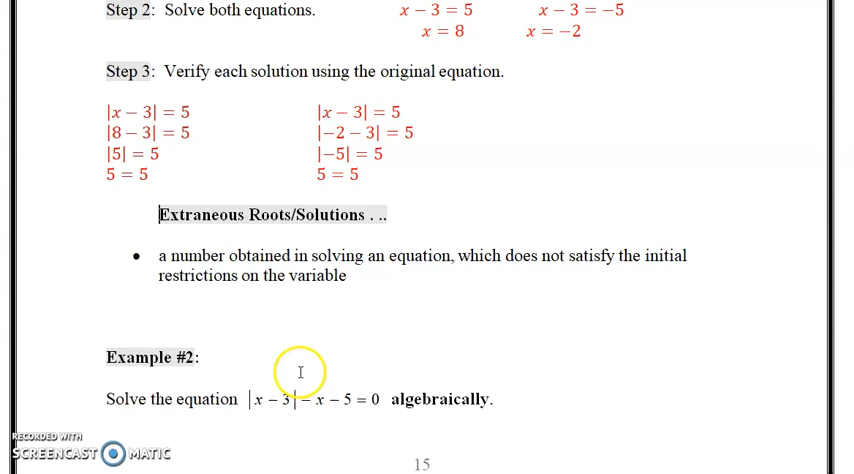 Step 2: Solve both equations. x − 3 = 5 x − 3 = −5
x = 8 x = −2
Step 3: Verify each solution using the original equation.
|x − 3| = 5 |x − 3| = 5
|8 − 3| = 5 |−2 − 3| = 5
|5| = 5 |−5| = 5
5 = 5 5 = 5
Extraneous Roots/Solutions . ..
• a number obtained in solving an equation, which does not satisfy the initial
restrictions on the variable
Example #2:
Solve the equation |x − 3| − x − 5 = 0 algebraically.
RECORDED WITH
SCREENCAST MATIC
15